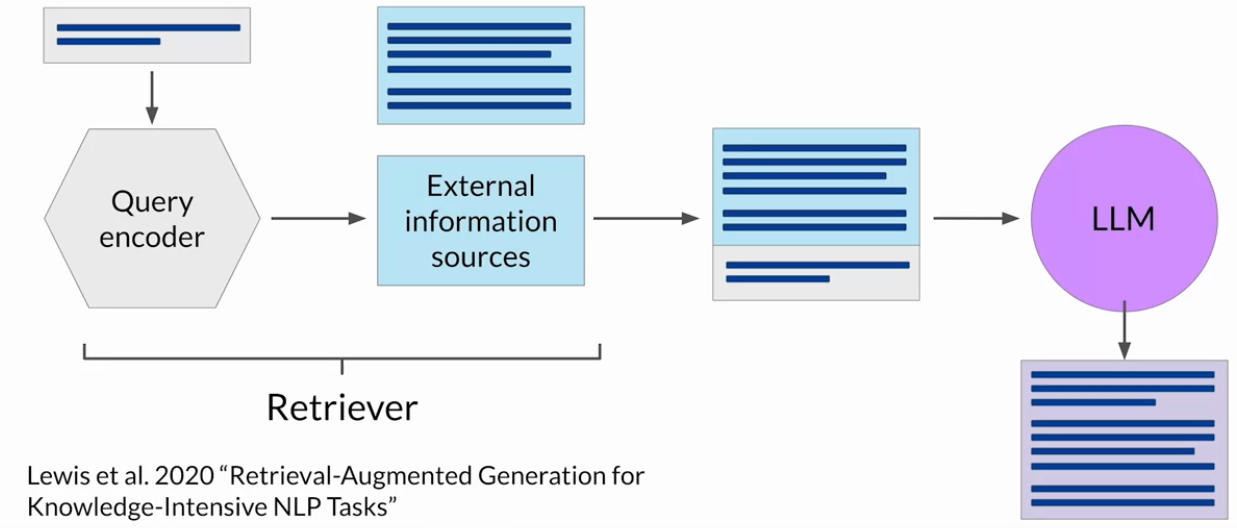 Query
encoder
External
information
sources
LLM
Retriever
Lewis et al. 2020 “Retrieval-Augmented Generation for
Knowledge-Intensive NLP Tasks”